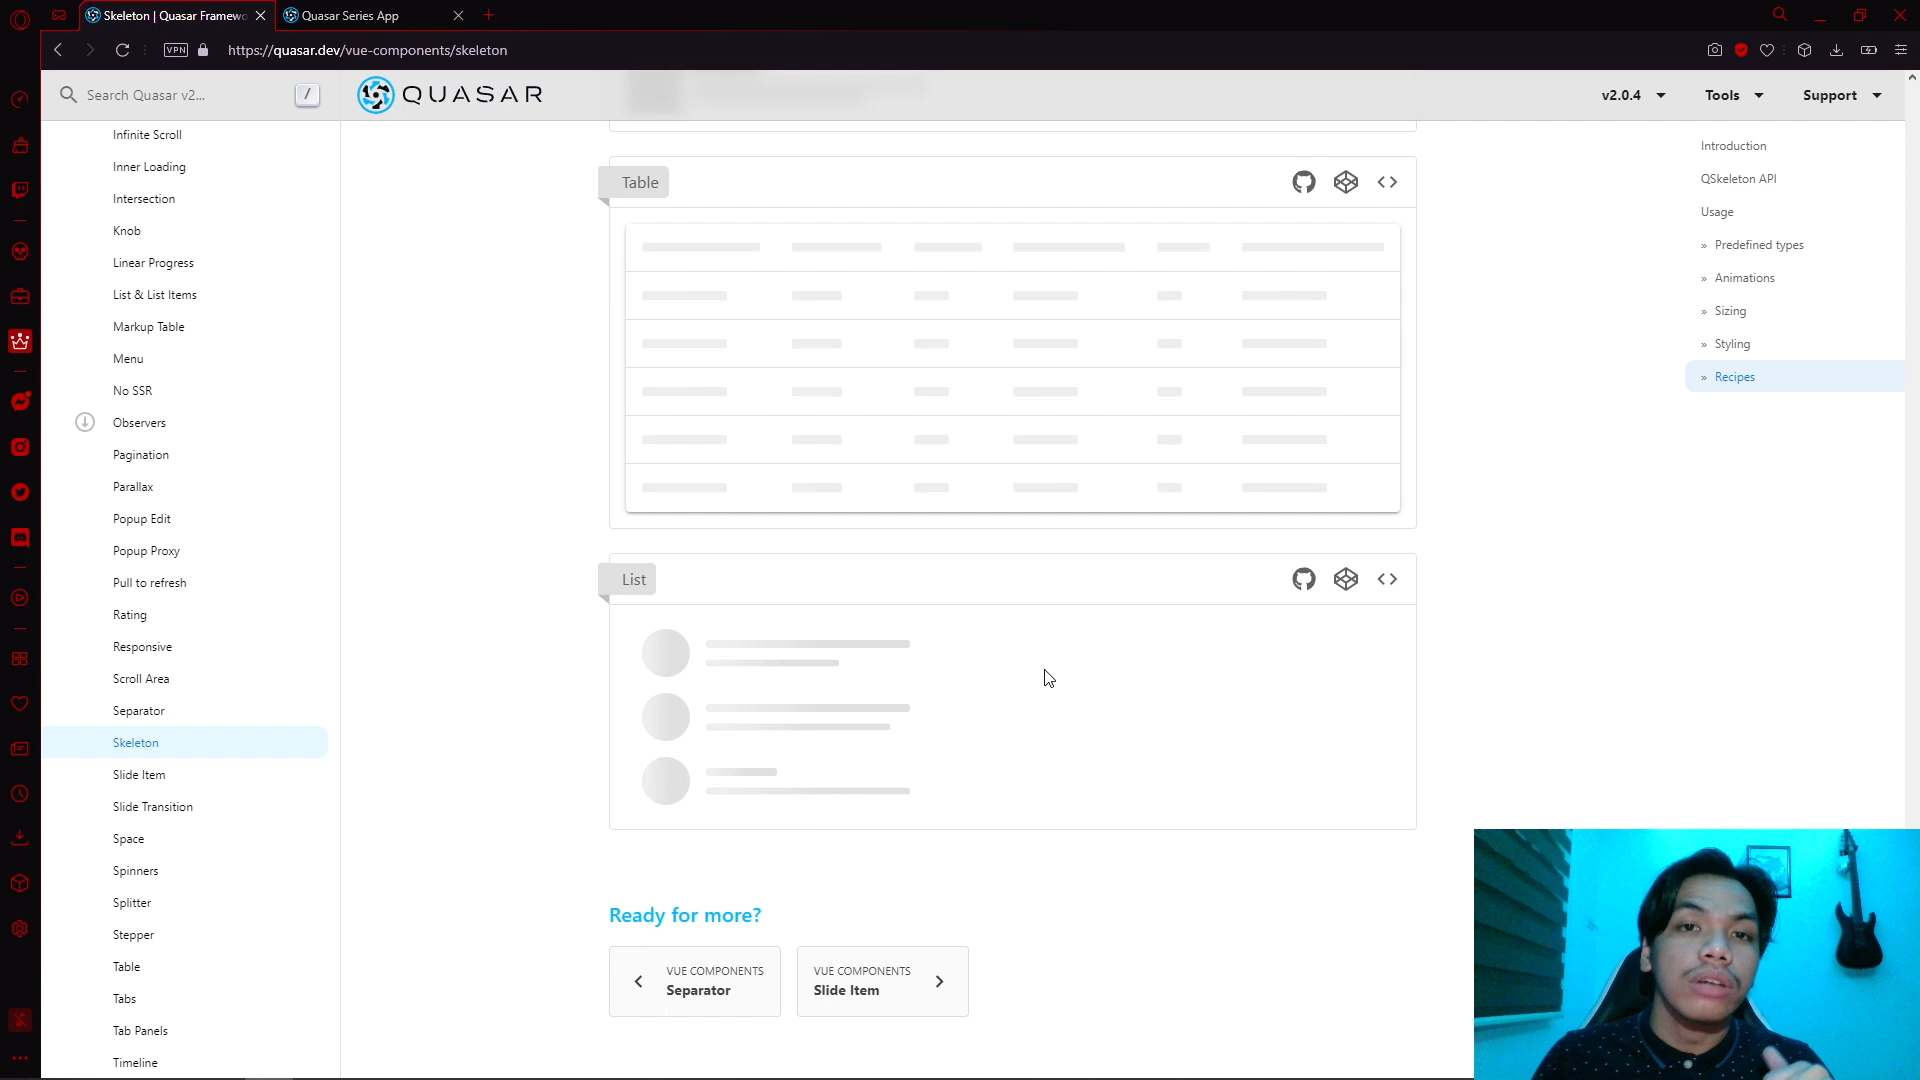 Skeleton | Quasar Framewo
Quasar Series App
VPN
https://quasar.dev/vue-components/skeleton
Search Quasar v2...
/
QUASAR
v2.0.4
Tools
Support
Infinite Scroll
Inner Loading
Intersection
Knob
Linear Progress
List & List Items
Markup Table
Menu
No SSR
Observers
Pagination
Parallax
Popup Edit
Popup Proxy
Pull to refresh
Rating
Responsive
Scroll Area
Separator
Skeleton
Slide Item
Slide Transition
Space
Spinners
Splitter
Stepper
Table
Tabs
Tab Panels
Timeline
Table
List
Ready for more?
VUE COMPONENTS
Separator
VUE COMPONENTS
Slide Item
Introduction
QSkeleton API
Usage
» Predefined types
» Animations
» Sizing
» Styling
» Recipes